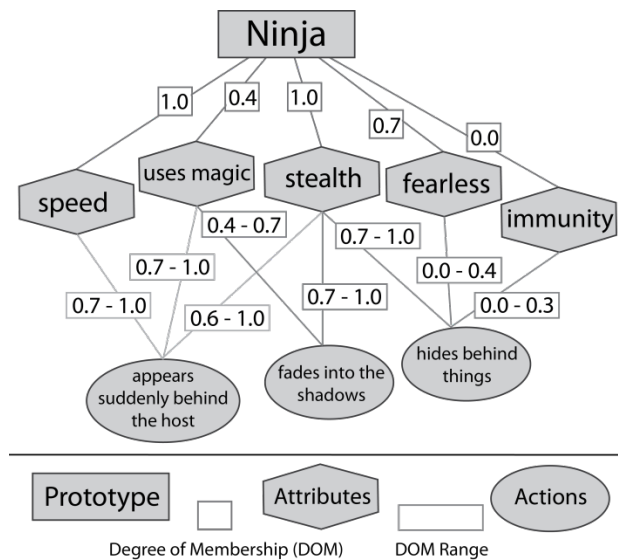 Ninja
1.0
0.4
1.0
0.7
0.0
speed
uses magic
stealth
fearless
immunity
0.4 - 0.7
0.7 - 1.0
0.7 - 1.0
0.0 - 0.4
0.7 - 1.0
0.6 - 1.0
0.7 - 1.0
0.0 - 0.3
appears
suddenly behind
the host
fades into the
shadows
hides behind
things
Prototype
Attributes
Actions
Degree of Membership (DOM)
DOM Range